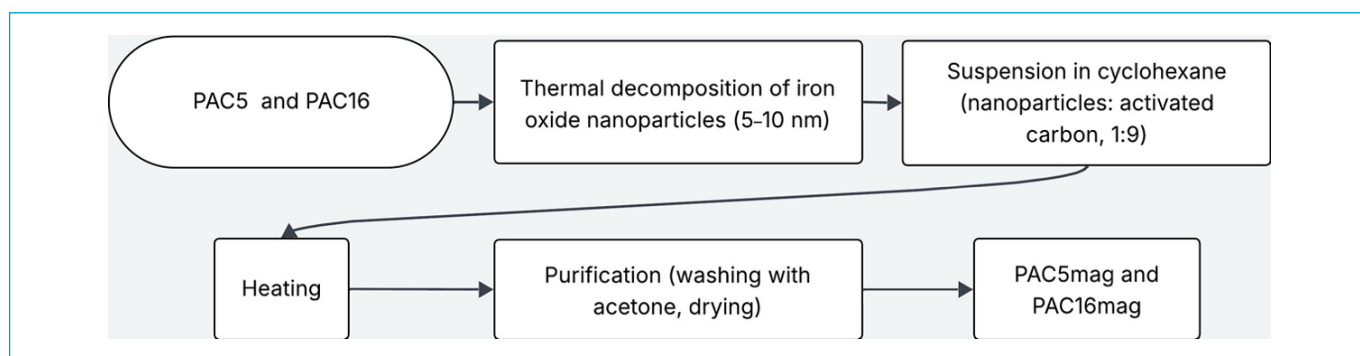 PAC5  and PAC16
Thermal decomposition of iron
oxide nanoparticles (5–10 nm)
Suspension in cyclohexane
(nanoparticles: activated
carbon, 1:9)
Heating
Purification (washing with
acetone, drying)
PAC5mag and
PAC16mag